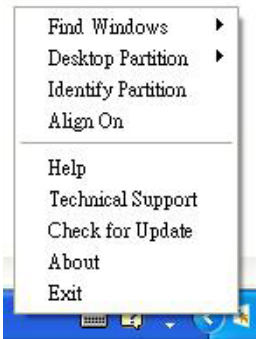 Find Windows
Desktop Partition
Identify Partition
Align On
Help
Technical Support
Check for Update
About
Exit